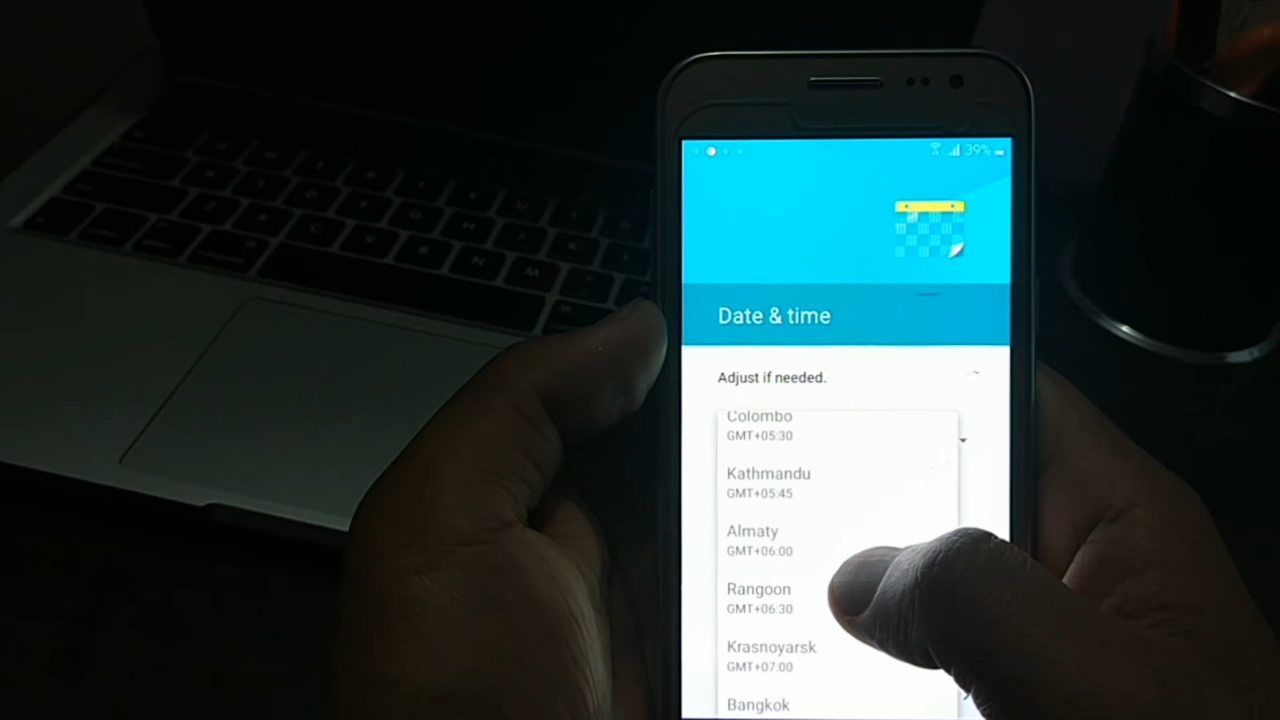 39%
Date & time
Adjust if needed.
Colombo
GMT+05:30
Kathmandu
GMT+05:45
Almaty
GMT+06:00
Rangoon
GMT+06:30
Krasnoyarsk
GMT+07:00
Bangkok